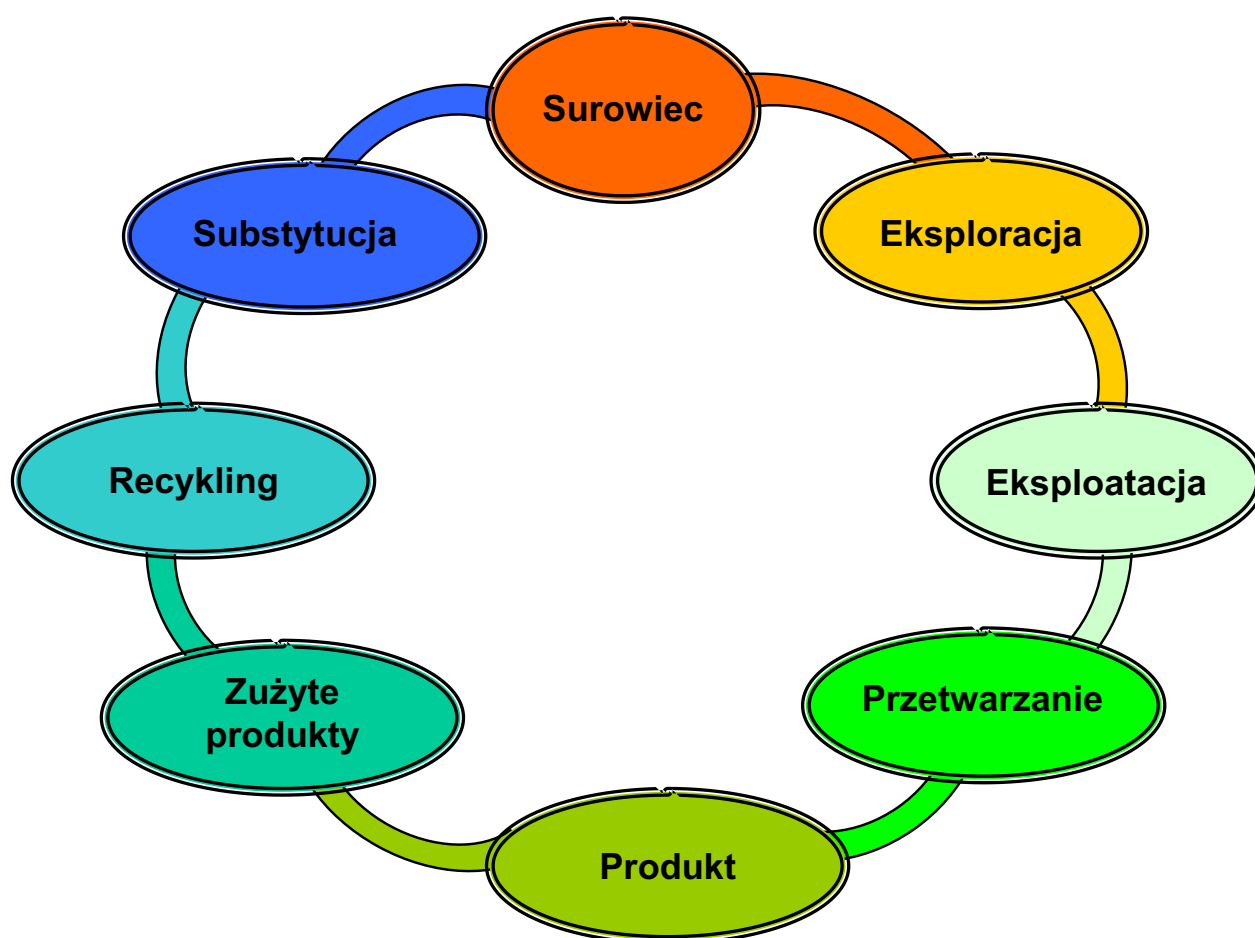 Surowiec
Eksploracja
Eksploatacja
Przetwarzanie
Produkt
Zużyte
produkty
Recykling
Substytucja